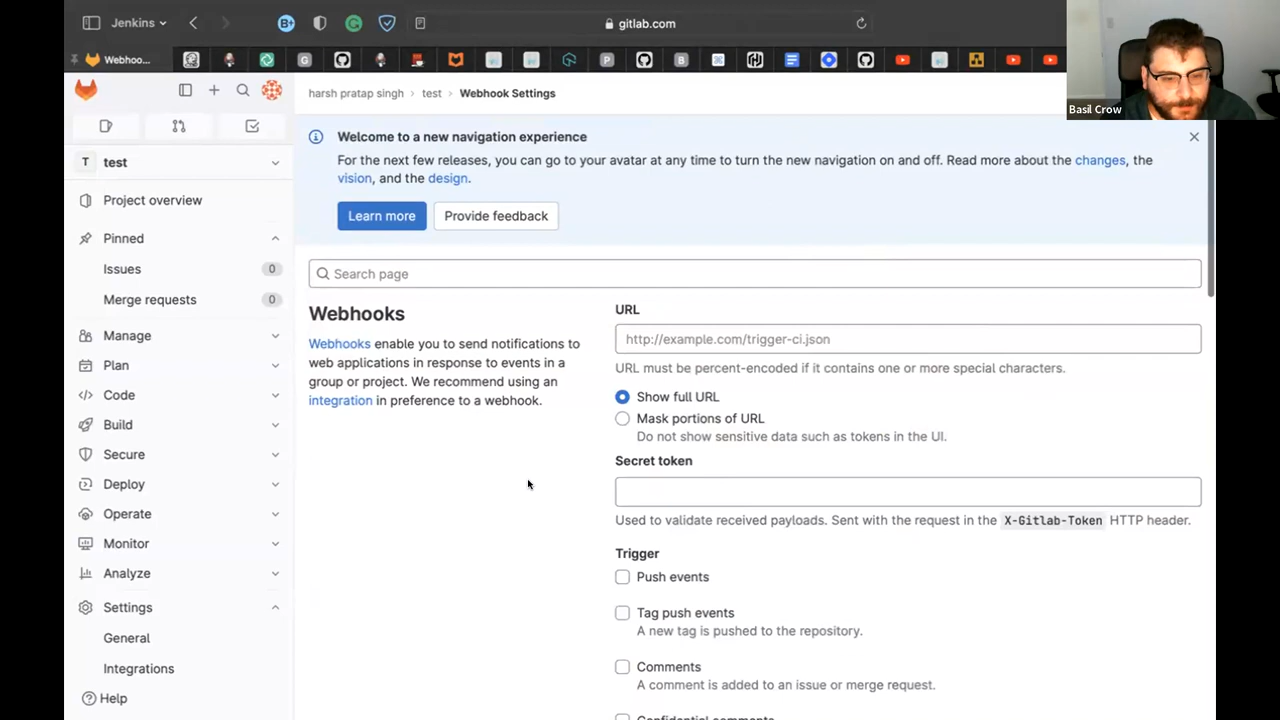 Jenkins
gitlab.com
Webhoo...
Basil Crow
harsh pratap singh › test › Webhook Settings
T test
Project overview
Pinned
Issues 0
Merge requests 0
Manage
Plan
Code
Build
Secure
Deploy
Operate
Monitor
Analyze
Settings
General
Integrations
Help
Welcome to a new navigation experience
For the next few releases, you can go to your avatar at any time to turn the new navigation on and off. Read more about the changes, the
vision, and the design.
Learn more Provide feedback
Search page
Webhooks
Webhooks enable you to send notifications to
web applications in response to events in a
group or project. We recommend using an
integration in preference to a webhook.
URL
http://example.com/trigger-ci.json
URL must be percent-encoded if it contains one or more special characters.
Show full URL
Mask portions of URL
Do not show sensitive data such as tokens in the UI.
Secret token
Used to validate received payloads. Sent with the request in the X-Gitlab-Token HTTP header.
Trigger
Push events
Tag push events
A new tag is pushed to the repository.
Comments
A comment is added to an issue or merge request.
Confidential comments